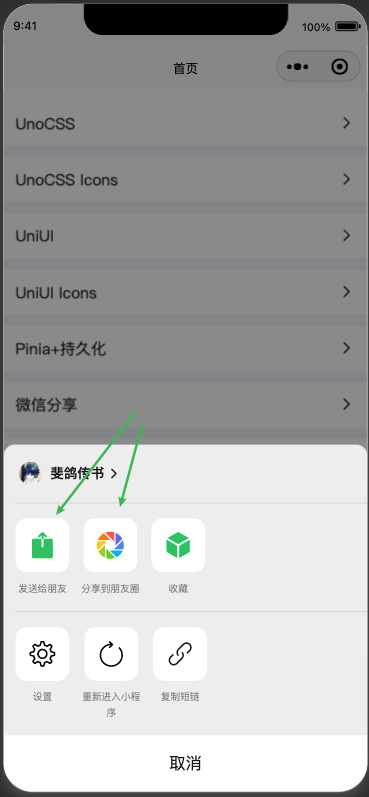 9:41
100%
首页
UnoCSS
UnoCSS Icons
UniUI
UniUI Icons
Pinia+持久化
微信分享
斐鸽传书
发送给朋友
分享到朋友圈
收藏
设置
重新进入小程
序
复制短链
取消